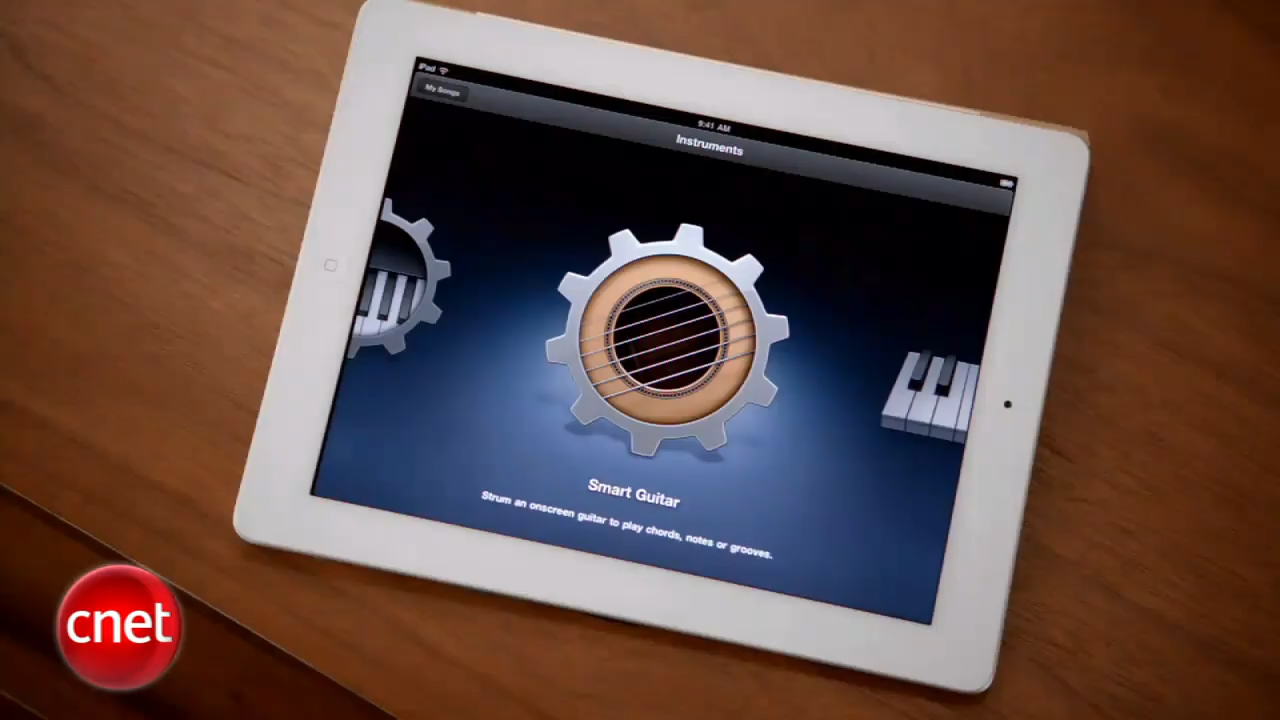 iPad
9:41 AM
My Songs
Instruments
Smart Guitar
Strum an onscreen guitar to play chords, notes or grooves.
cnet